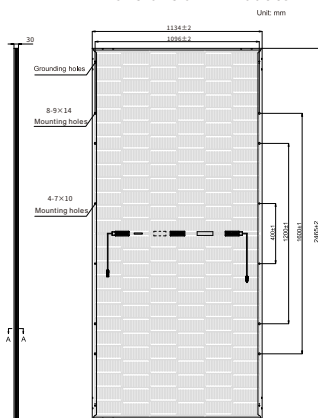 Unit: mm
1134±2
1096±2
30
Grounding holes
8-9×14
Mounting holes
4-7×10
Mounting holes
400±1
1200±1
1600±1
2465±2
A A